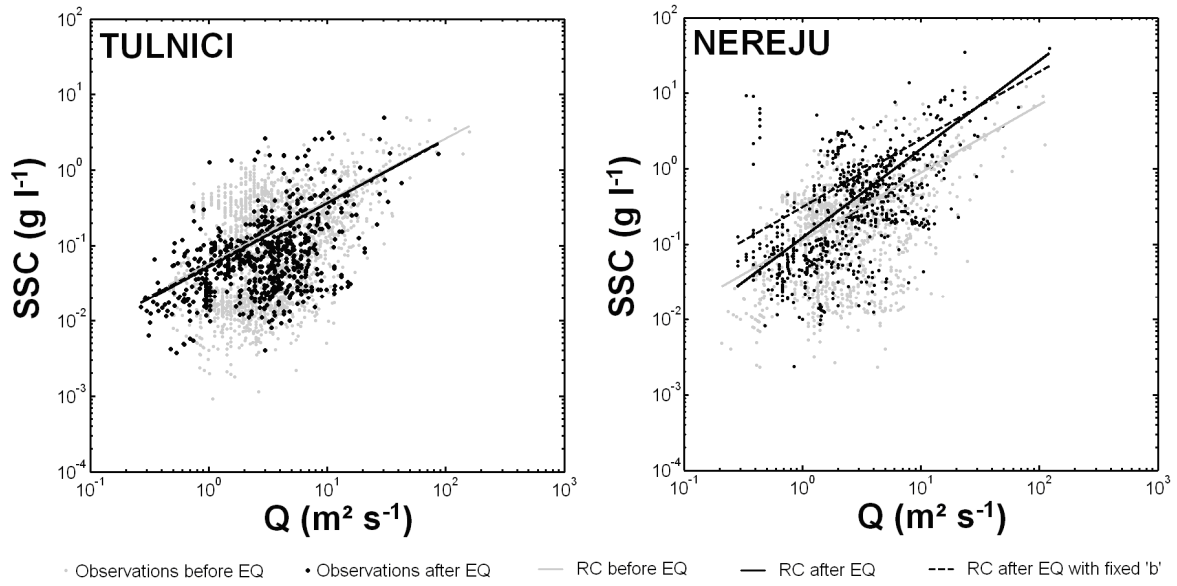 TULNICI
SSC (g l⁻¹)
10²
10¹
10⁰
10⁻¹
10⁻²
10⁻³
10⁻⁴
10⁻¹
10⁰
10¹
10²
10³
Q (m² s⁻¹)
NEREJU
SSC (g l⁻¹)
10²
10¹
10⁰
10⁻¹
10⁻²
10⁻³
10⁻⁴
10⁻¹
10⁰
10¹
10²
10³
Q (m² s⁻¹)
Observations before EQ
Observations after EQ
RC before EQ
RC after EQ
RC after EQ with fixed 'b'